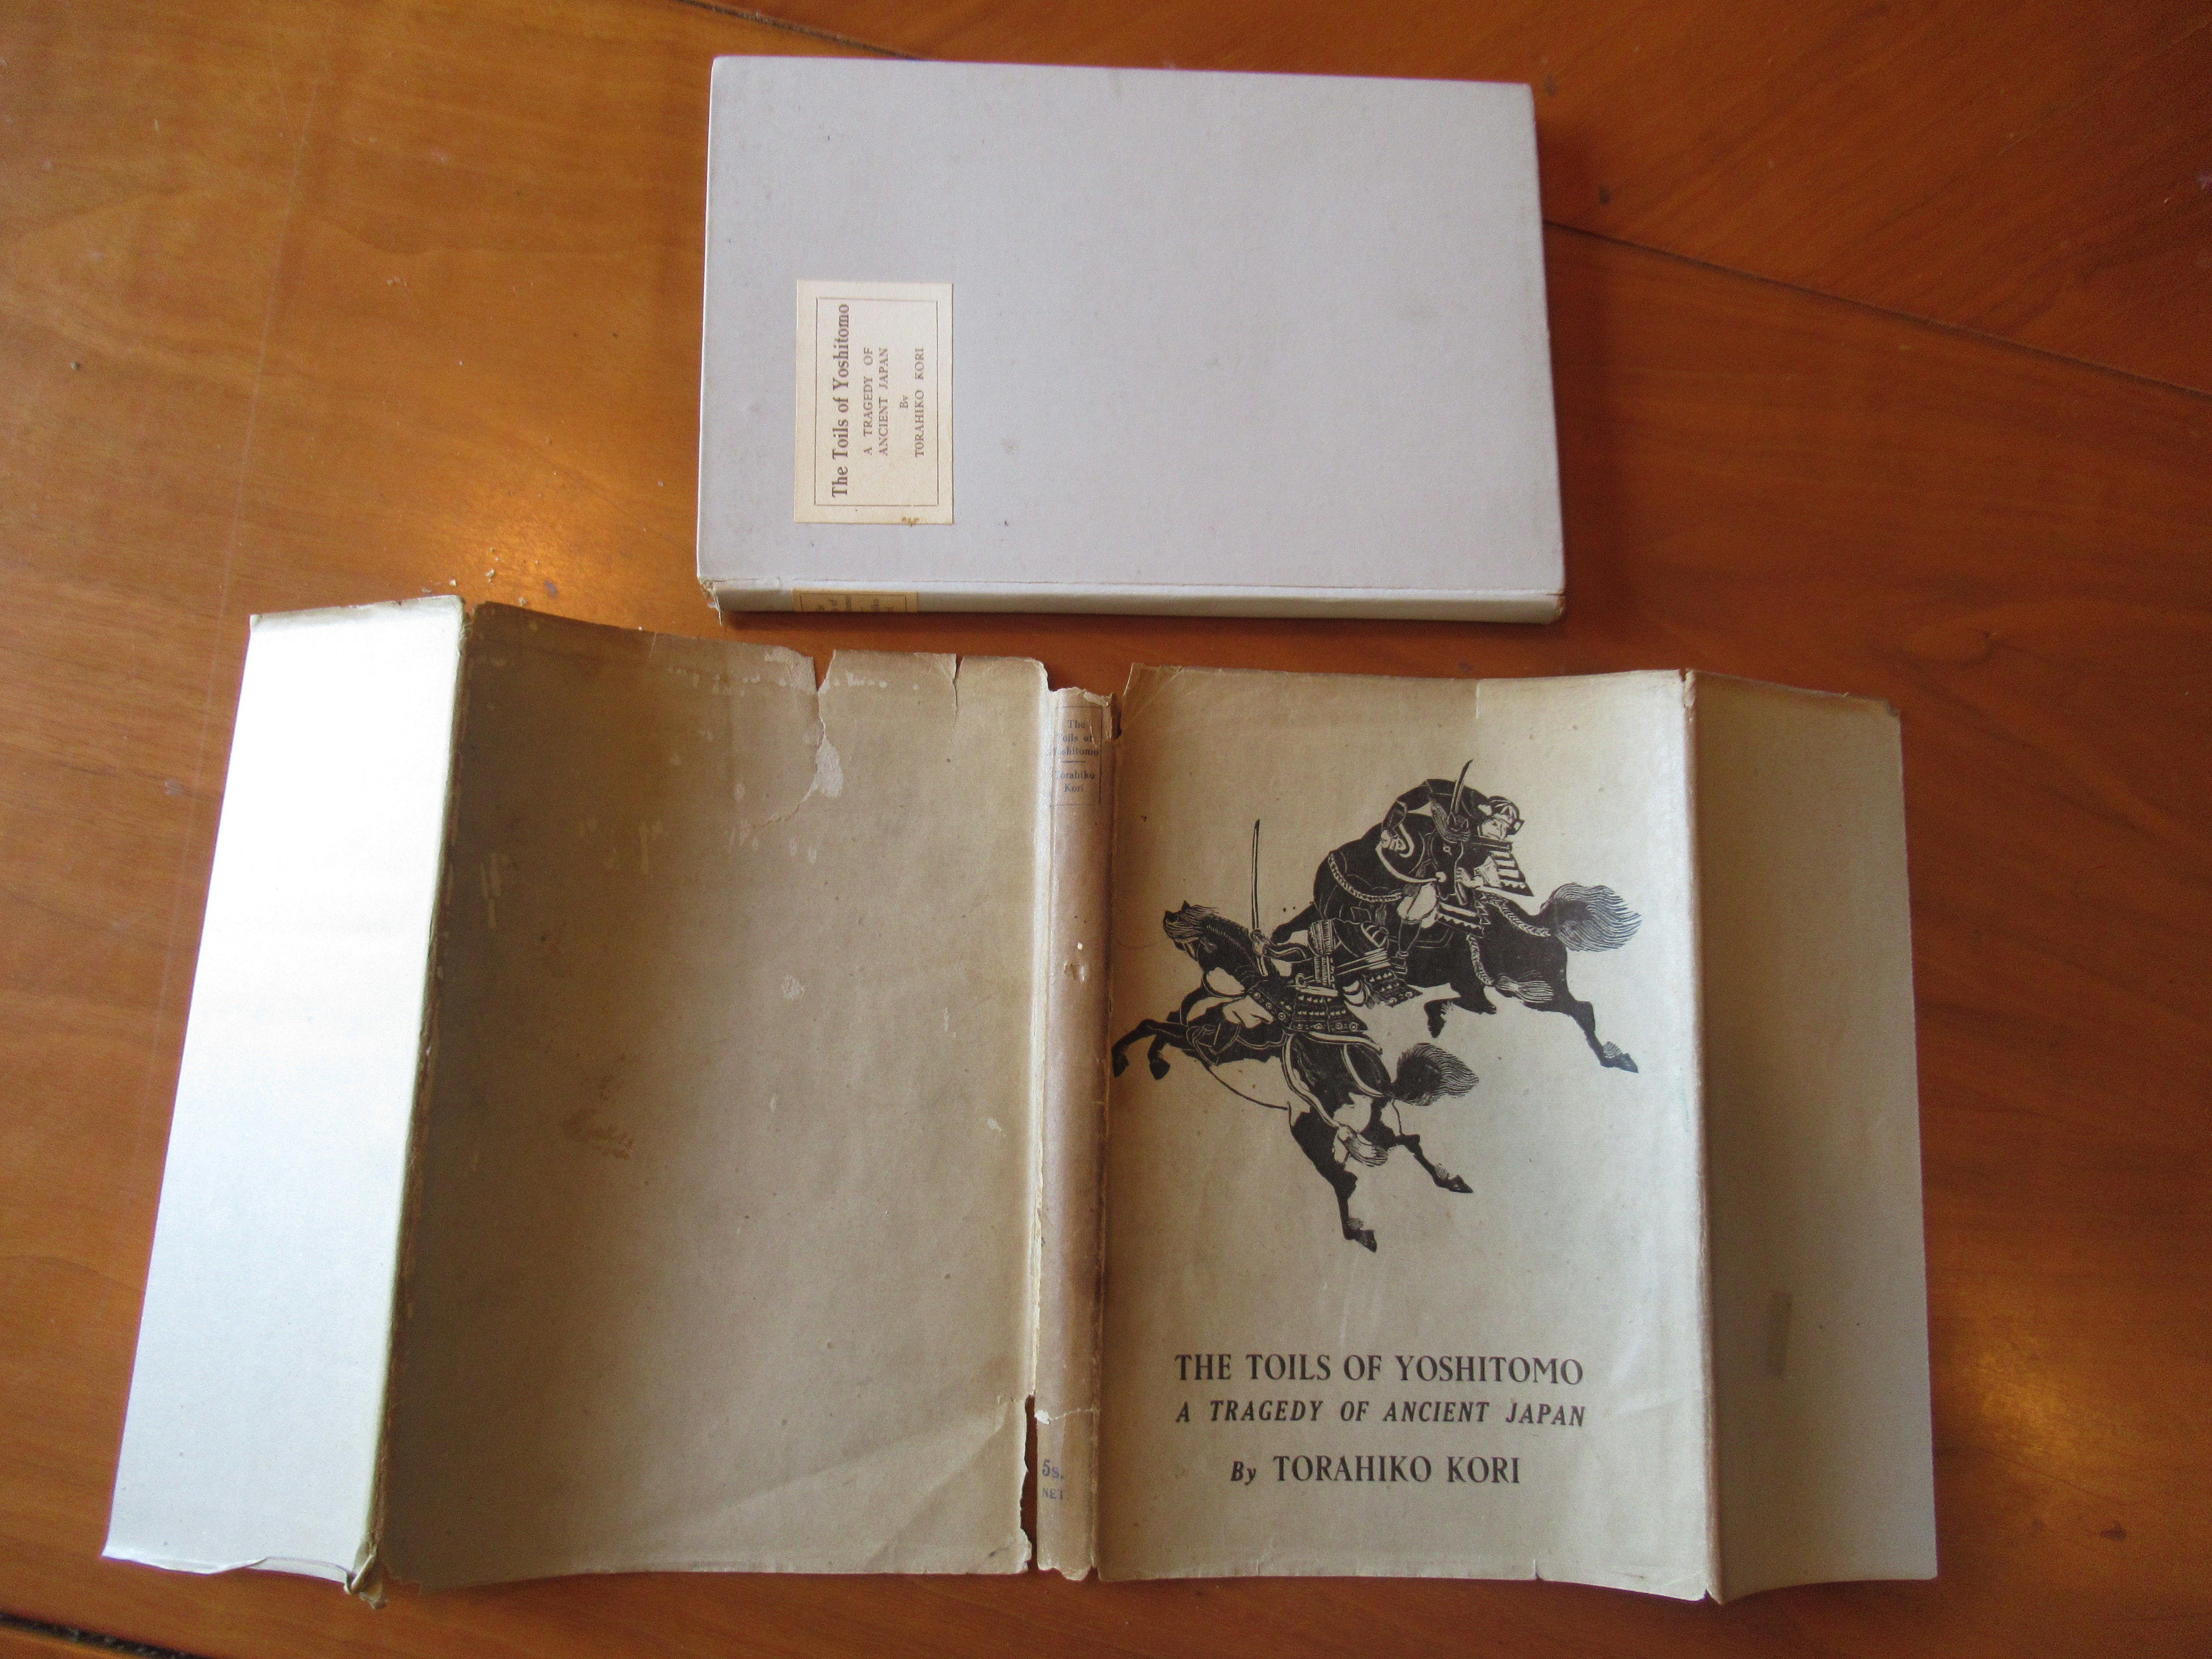 The Toils of Yoshitomo
A TRAGEDY OF
ANCIENT JAPAN
By
TORAHIKO KORI
The
Toils of
Yoshitomo
Torahiko
Kori
5s.
NET
THE TOILS OF YOSHITOMO
A TRAGEDY OF ANCIENT JAPAN
By TORAHIKO KORI